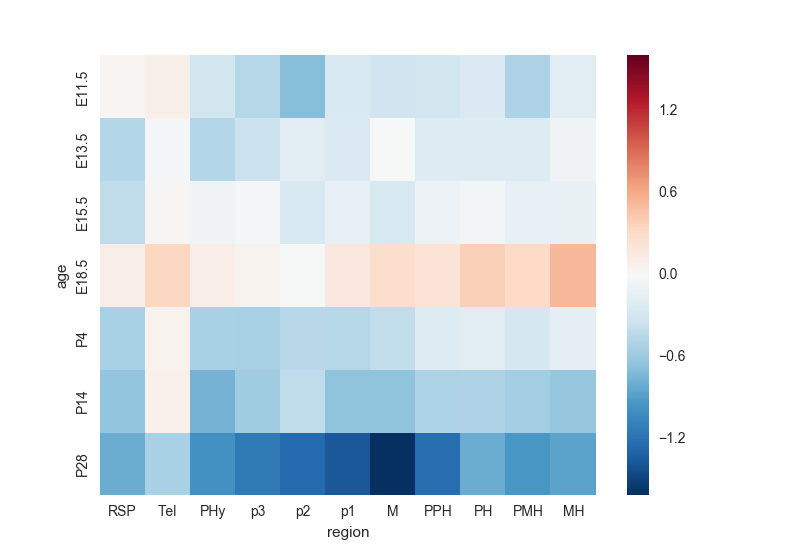 age
E11.5
E13.5
E15.5
E18.5
P4
P14
P28
RSP Tel PHy p3 p2 p1 M PPH PH PMH MH
region
1.2
0.6
0.0
−0.6
−1.2